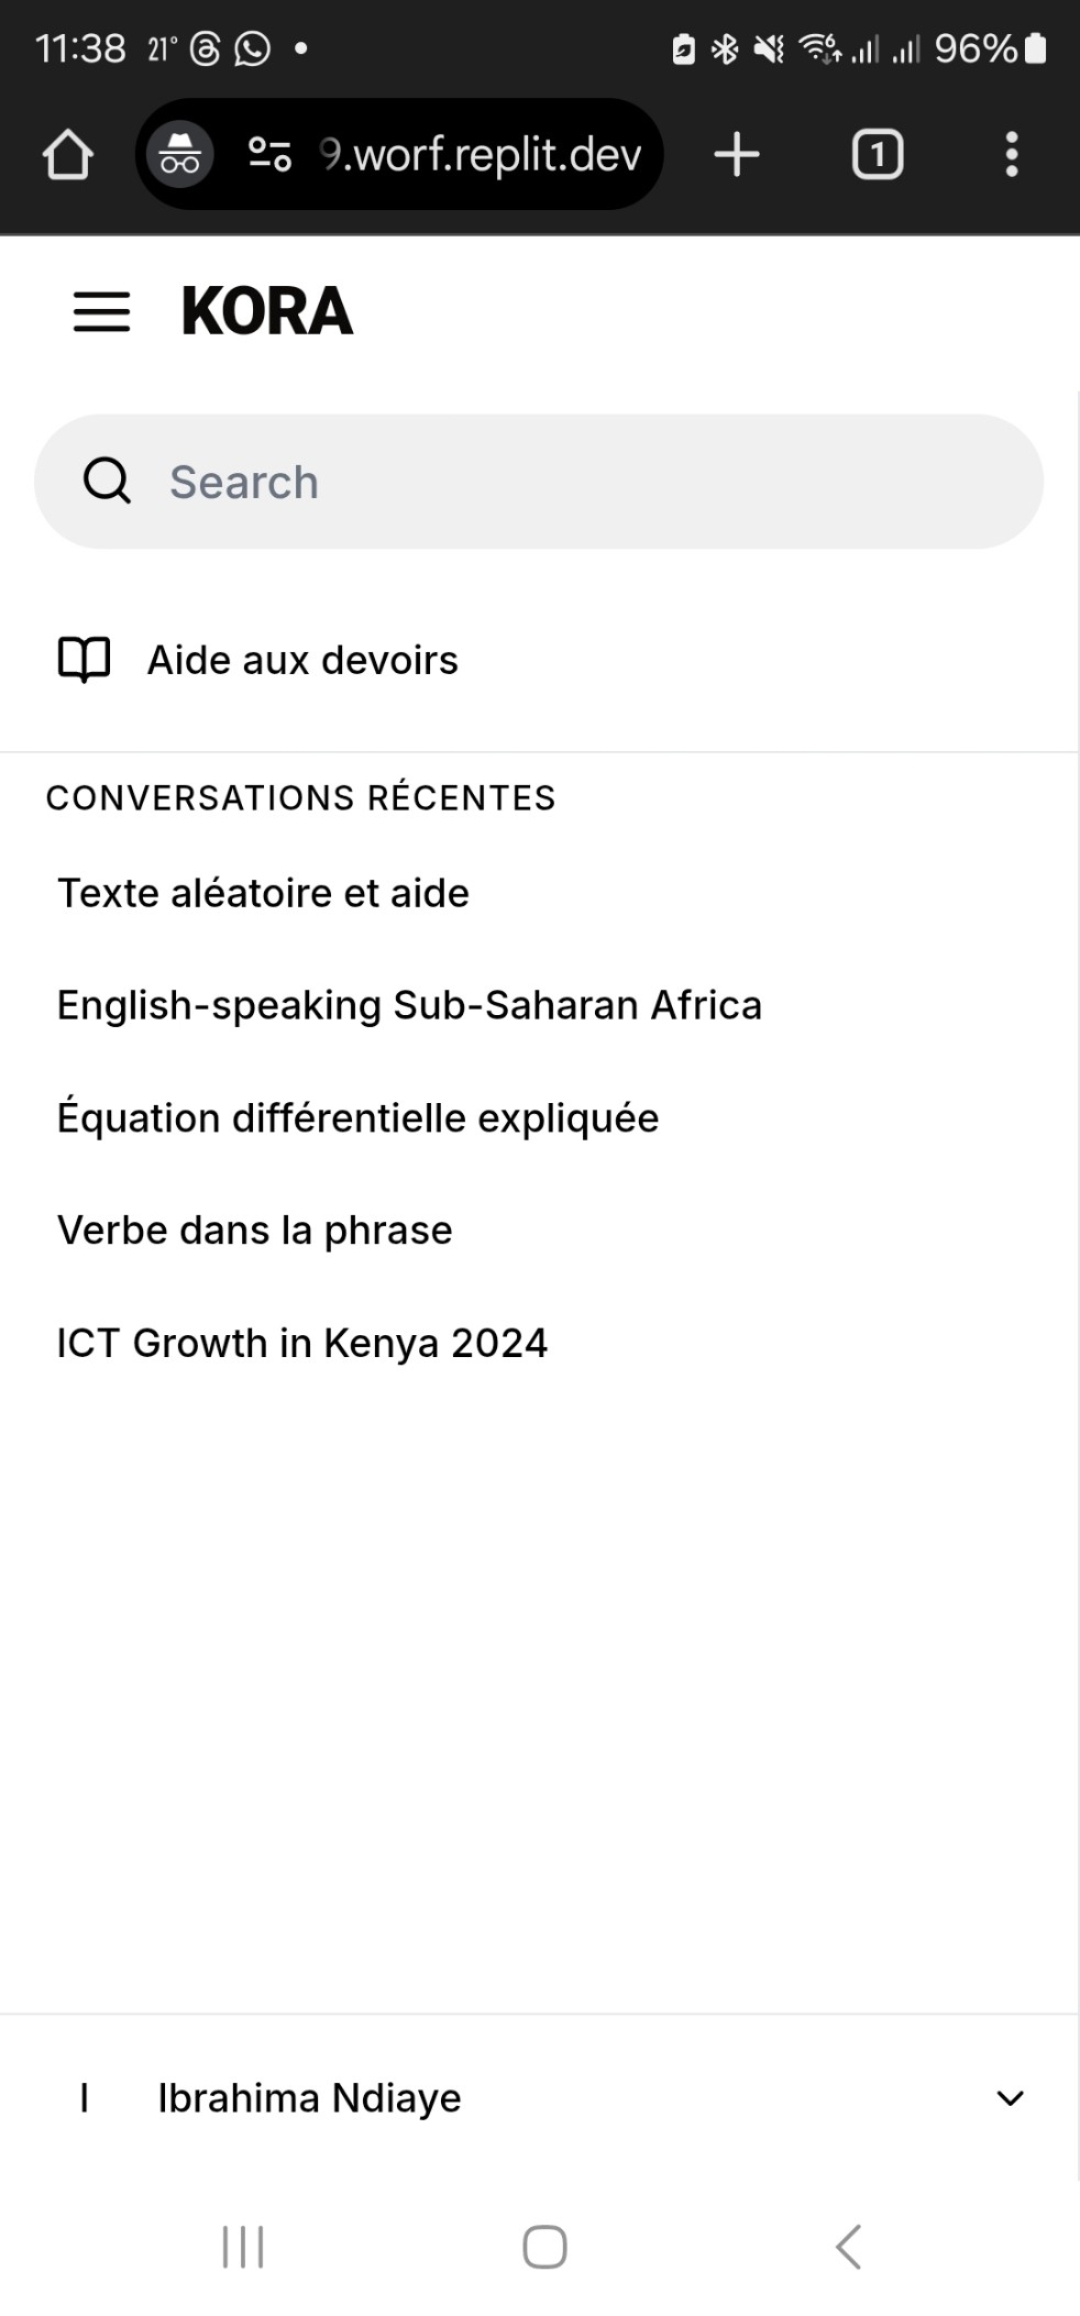 11:38 21°
96%
9.worf.replit.dev
1
KORA
Search
Aide aux devoirs
CONVERSATIONS RÉCENTES
Texte aléatoire et aide
English-speaking Sub-Saharan Africa
Équation différentielle expliquée
Verbe dans la phrase
ICT Growth in Kenya 2024
I Ibrahima Ndiaye